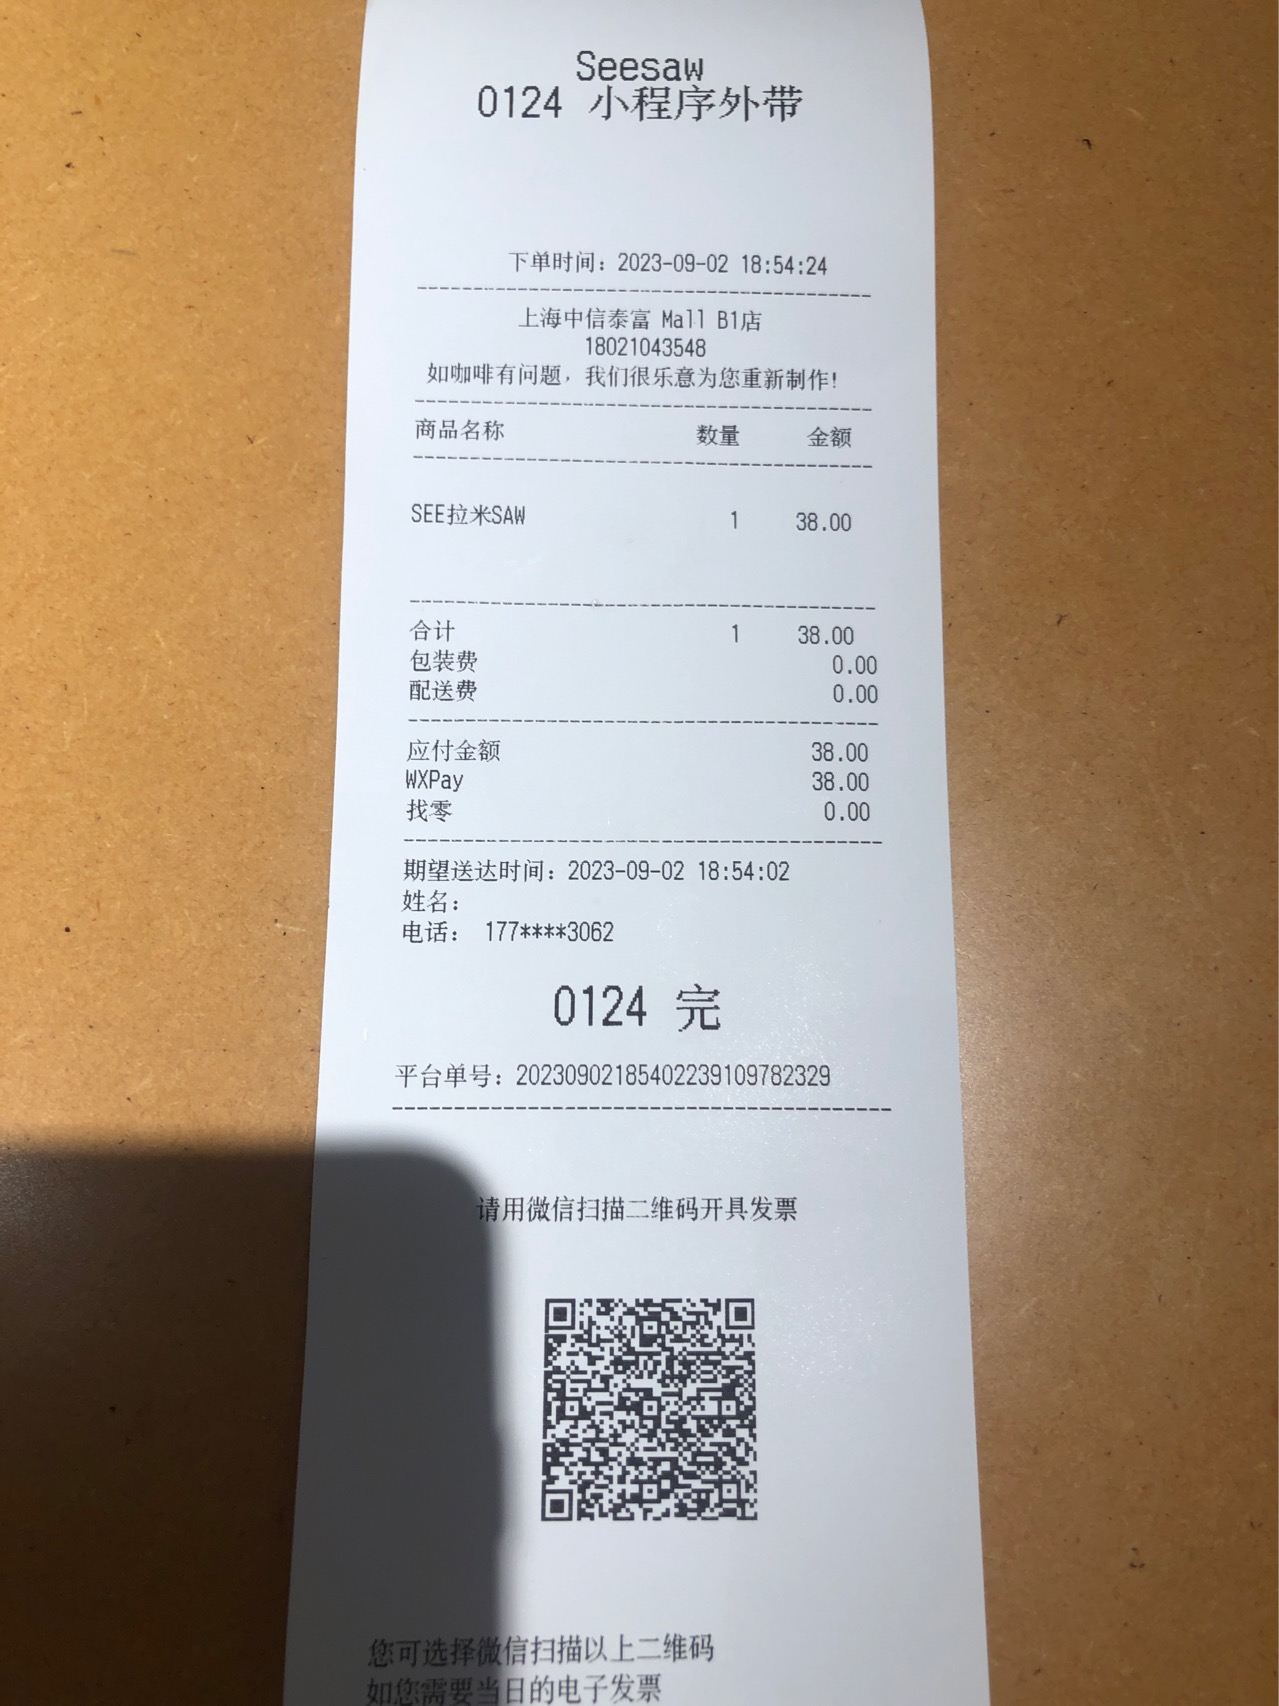 Seesaw
0124 小程序外带
下单时间：2023-09-02 18:54:24
上海中信泰富 Mall B1店
18021043548
如咖啡有问题，我们很乐意为您重新制作!
商品名称 数量 金额
SEE拉米SAW 1 38.00
合计 1 38.00
包装费 0.00
配送费 0.00
应付金额 38.00
WXPay 38.00
找零 0.00
期望送达时间：2023-09-02 18:54:02
姓名：
电话： 177****3062
0124 完
平台单号：20230902185402239109782329
请用微信扫描二维码开具发票
您可选择微信扫描以上二维码
如您需要当日的电子发票